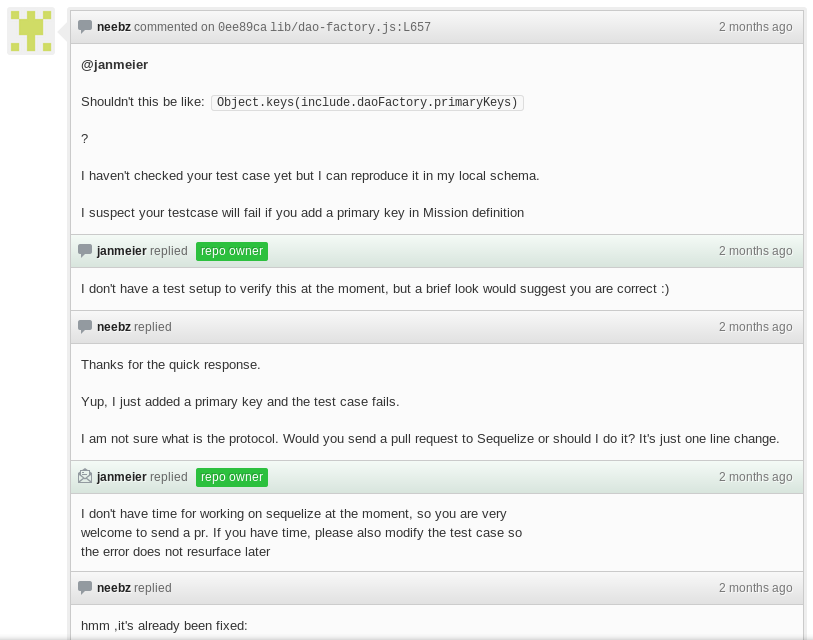 neebz commented on 0ee89ca lib/dao-factory.js:L657 2 months ago
@janmeier
Shouldn't this be like: Object.keys(include.daoFactory.primaryKeys)
?
I haven't checked your test case yet but I can reproduce it in my local schema.
I suspect your testcase will fail if you add a primary key in Mission definition
janmeier replied repo owner 2 months ago
I don't have a test setup to verify this at the moment, but a brief look would suggest you are correct :)
neebz replied 2 months ago
Thanks for the quick response.
Yup, I just added a primary key and the test case fails.
I am not sure what is the protocol. Would you send a pull request to Sequelize or should I do it? It's just one line change.
janmeier replied repo owner 2 months ago
I don't have time for working on sequelize at the moment, so you are very
welcome to send a pr. If you have time, please also modify the test case so
the error does not resurface later
neebz replied 2 months ago
hmm ,it's already been fixed: